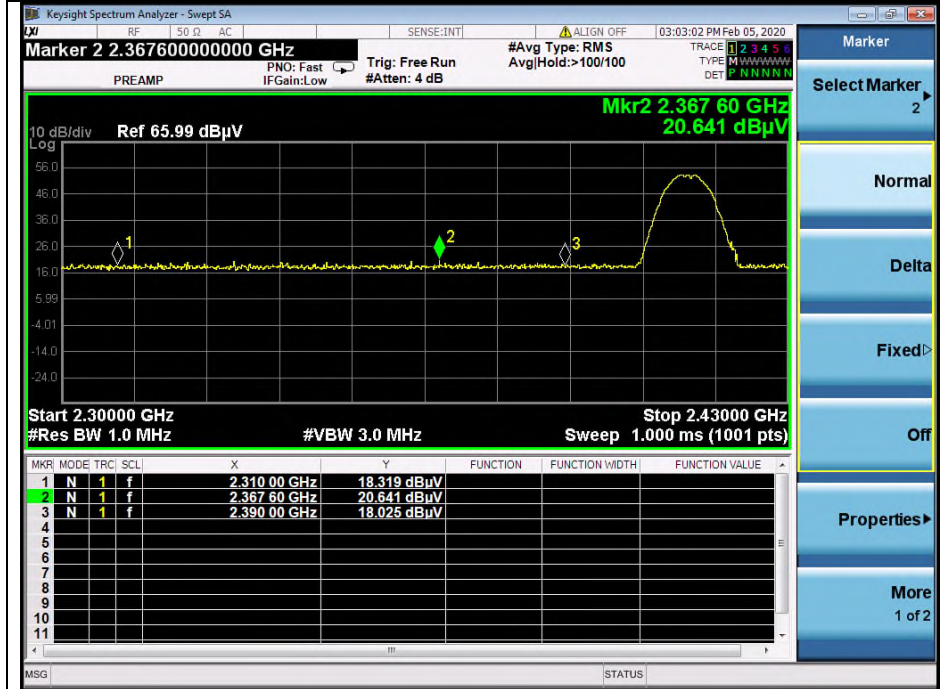 Keysight Spectrum Analyzer - Swept SA
LXI RF 50 Ω AC SENSE:INT ALIGN OFF 03:03:02 PM Feb 05, 2020
Marker 2 2.367600000000 GHz
PREAMP
PNO: Fast
IFGain:Low
Trig: Free Run
#Atten: 4 dB
#Avg Type: RMS
Avg|Hold:>100/100
TRACE 1 2 3 4 5 6
TYPE M WWWWW
DET P N N N N N
Mkr2 2.367 60 GHz
20.641 dBµV
10 dB/div Ref 65.99 dBµV
Log
56.0
46.0
36.0
26.0
16.0
5.99
-4.01
-14.0
-24.0
1
2
3
Start 2.30000 GHz Stop 2.43000 GHz
#Res BW 1.0 MHz #VBW 3.0 MHz Sweep 1.000 ms (1001 pts)
MKR MODE TRC SCL X Y FUNCTION FUNCTION WIDTH FUNCTION VALUE
1 N 1 f 2.310 00 GHz 18.319 dBµV
2 N 1 f 2.367 60 GHz 20.641 dBµV
3 N 1 f 2.390 00 GHz 18.025 dBµV
4
5
6
7
8
9
10
11
MSG STATUS
Marker
Select Marker
2
Normal
Delta
Fixed
Off
Properties
More
1 of 2